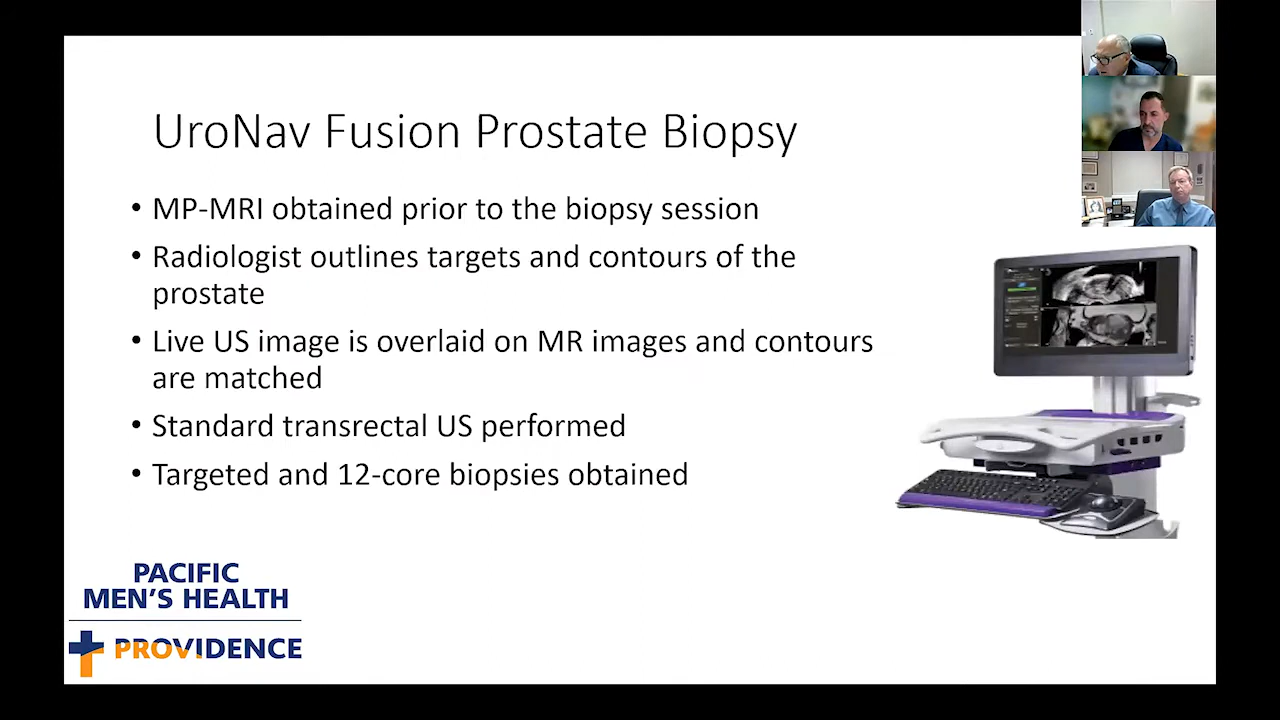 UroNav Fusion Prostate Biopsy
• MP-MRI obtained prior to the biopsy session
• Radiologist outlines targets and contours of the
prostate
• Live US image is overlaid on MR images and contours
are matched
• Standard transrectal US performed
• Targeted and 12-core biopsies obtained
PACIFIC
MEN'S HEALTH
PROVIDENCE